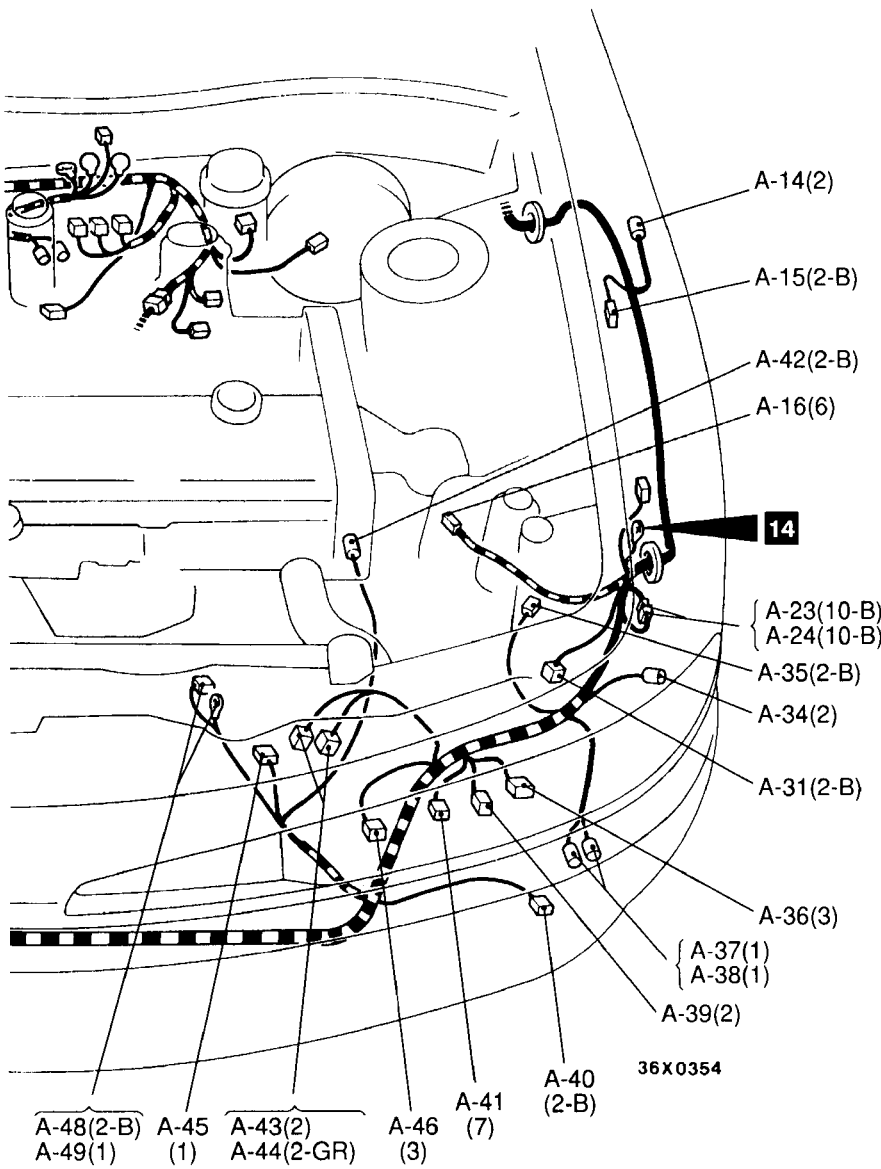 A-14(2)
A-15(2-B)
A-42(2-B)
A-16(6)
14
A-23(10-B)
A-24(10-B)
A-35(2-B)
A-34(2)
A-31(2-B)
A-36(3)
A-37(1)
A-38(1)
A-39(2)
36X0354
A-40
(2-B)
A-41
(7)
A-46
(3)
A-43(2)
A-44(2-GR)
A-45
(1)
A-48(2-B)
A-49(1)